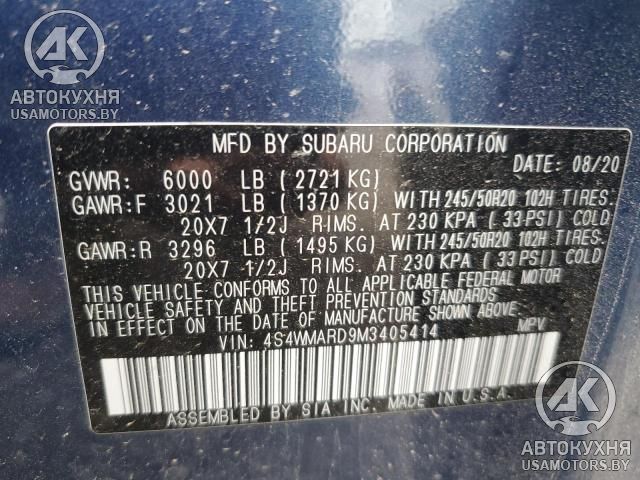 АК
АВТОКУХНЯ
USAMOTORS.BY
MFD BY SUBARU CORPORATION
DATE: 08/20
GVWR: 6000 LB ( 2721 KG)
GAWR:F 3021 LB ( 1370 KG) WITH 245/50R20 102H TIRES.
20X7 1/2J RIMS. AT 230 KPA ( 33 PSI) COLD
GAWR:R 3296 LB ( 1495 KG) WITH 245/50R20 102H TIRES.
20X7 1/2J RIMS. AT 230 KPA ( 33 PSI) COLD
THIS VEHICLE CONFORMS TO ALL APPLICABLE FEDERAL MOTOR
VEHICLE SAFETY AND THEFT PREVENTION STANDARDS
IN EFFECT ON THE DATE OF MANUFACTURE SHOWN ABOVE.
VIN: 4S4WMARD9M3405414 MPV
ASSEMBLED BY SIA INC. MADE IN U.S.A.
АК
АВТОКУХНЯ
USAMOTORS.BY